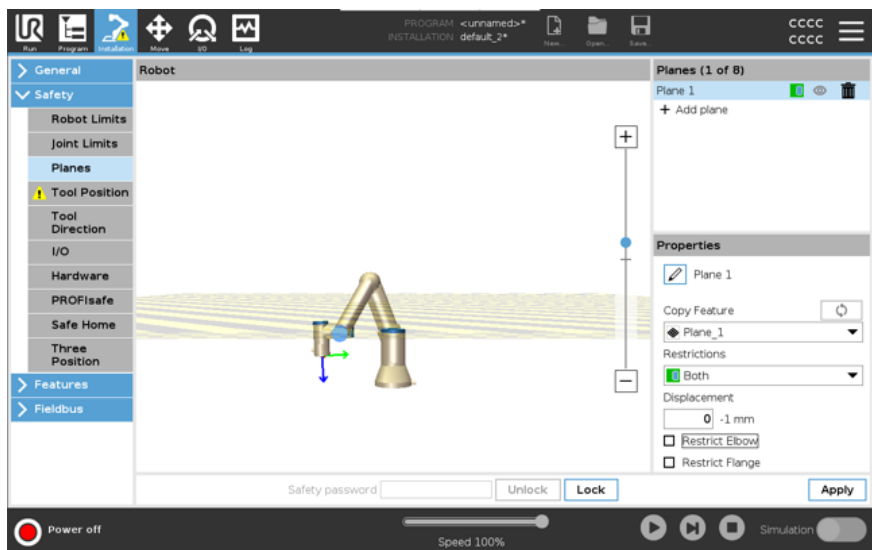 PROGRAM <unnamed>*
INSTALLATION default_2*
CCCC
CCCC
Run
Program
Installation
Move
I/O
Log
New...
Open...
Save...
General
Safety
Robot Limits
Joint Limits
Planes
Tool Position
Tool
Direction
I/O
Hardware
PROFIsafe
Safe Home
Three
Position
Features
Fieldbus
Robot
Planes (1 of 8)
Plane 1
+ Add plane
Properties
Plane 1
Copy Feature
Plane_1
Restrictions
Both
Displacement
0 -1 mm
Restrict Elbow
Restrict Flange
Safety password
Unlock
Lock
Apply
Power off
Speed 100%
Simulation